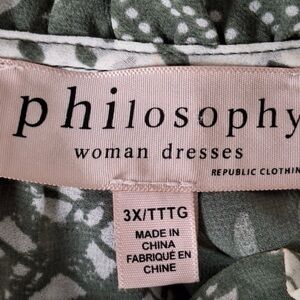 philosophy
woman dresses
REPUBLIC CLOTHIN
3X/TTTG
MADE IN
CHINA
FABRIQUÉ EN
CHINE